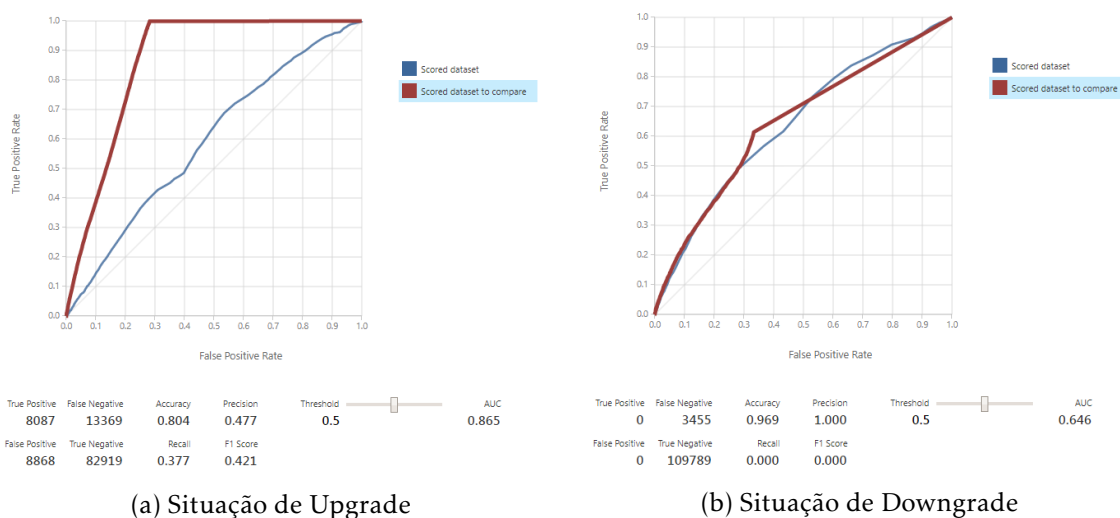 1.0
0.9
0.8
0.7
0.6
0.5
0.4
0.3
0.2
0.1
0.0
True Positive Rate
0.0 0.1 0.2 0.3 0.4 0.5 0.6 0.7 0.8 0.9 1.0
False Positive Rate
Scored dataset
Scored dataset to compare
True Positive False Negative Accuracy Precision Threshold AUC
8087 13369 0.804 0.477 0.5 0.865
False Positive True Negative Recall F1 Score
8868 82919 0.377 0.421
(a) Situação de Upgrade
1.0
0.9
0.8
0.7
0.6
0.5
0.4
0.3
0.2
0.1
0.0
True Positive Rate
0.0 0.1 0.2 0.3 0.4 0.5 0.6 0.7 0.8 0.9 1.0
False Positive Rate
Scored dataset
Scored dataset to compare
True Positive False Negative Accuracy Precision Threshold AUC
0 3455 0.969 1.000 0.5 0.646
False Positive True Negative Recall F1 Score
0 109789 0.000 0.000
(b) Situação de Downgrade